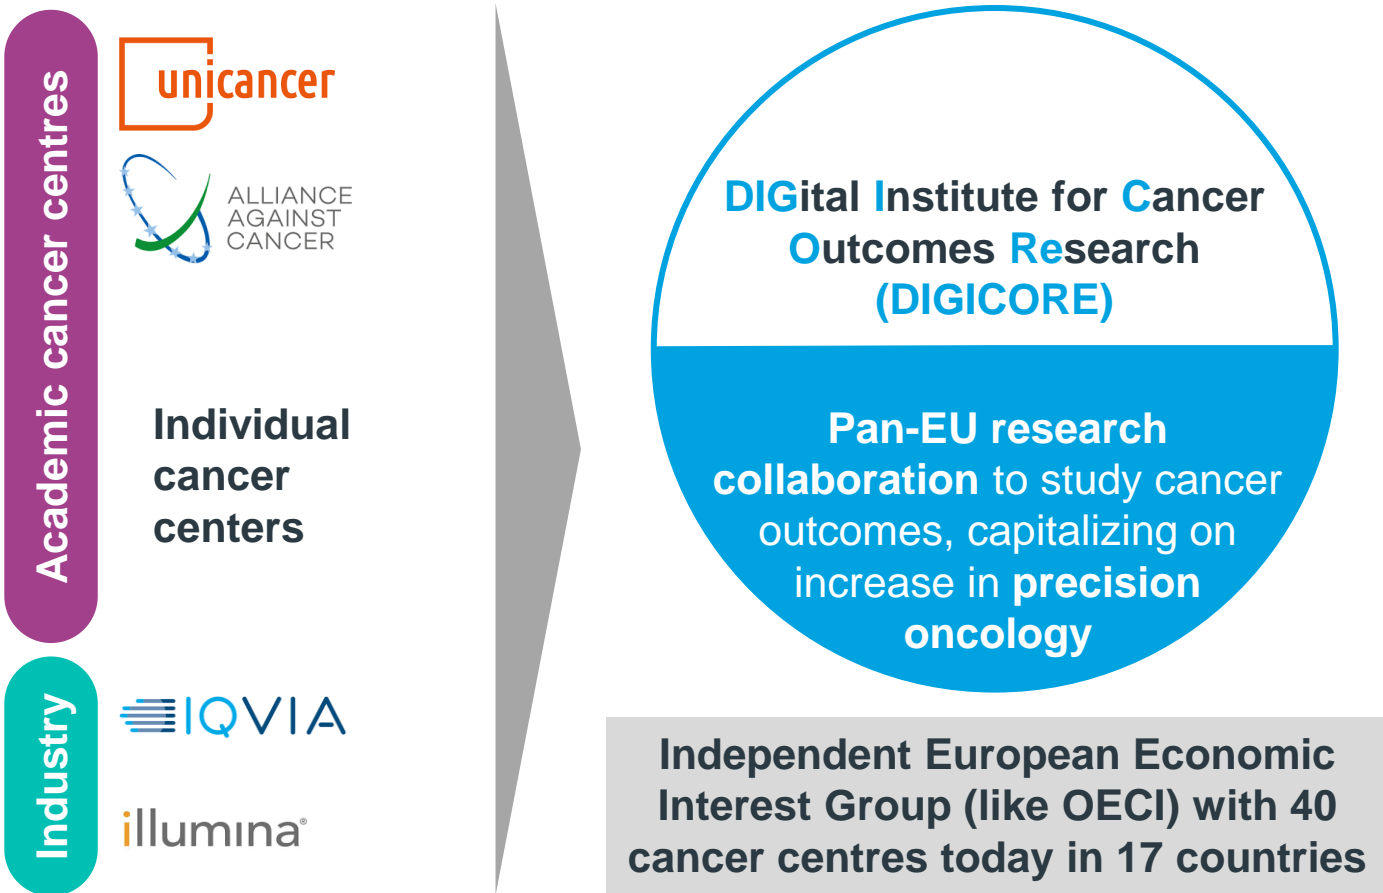 Academic cancer centres
unicancer
ALLIANCE
AGAINST
CANCER
Individual
cancer
centers
Industry
IQVIA
illumina®
DIGital Institute for Cancer
Outcomes Research
(DIGICORE)
Pan-EU research
collaboration to study cancer
outcomes, capitalizing on
increase in precision
oncology
Independent European Economic
Interest Group (like OECI) with 40
cancer centres today in 17 countries